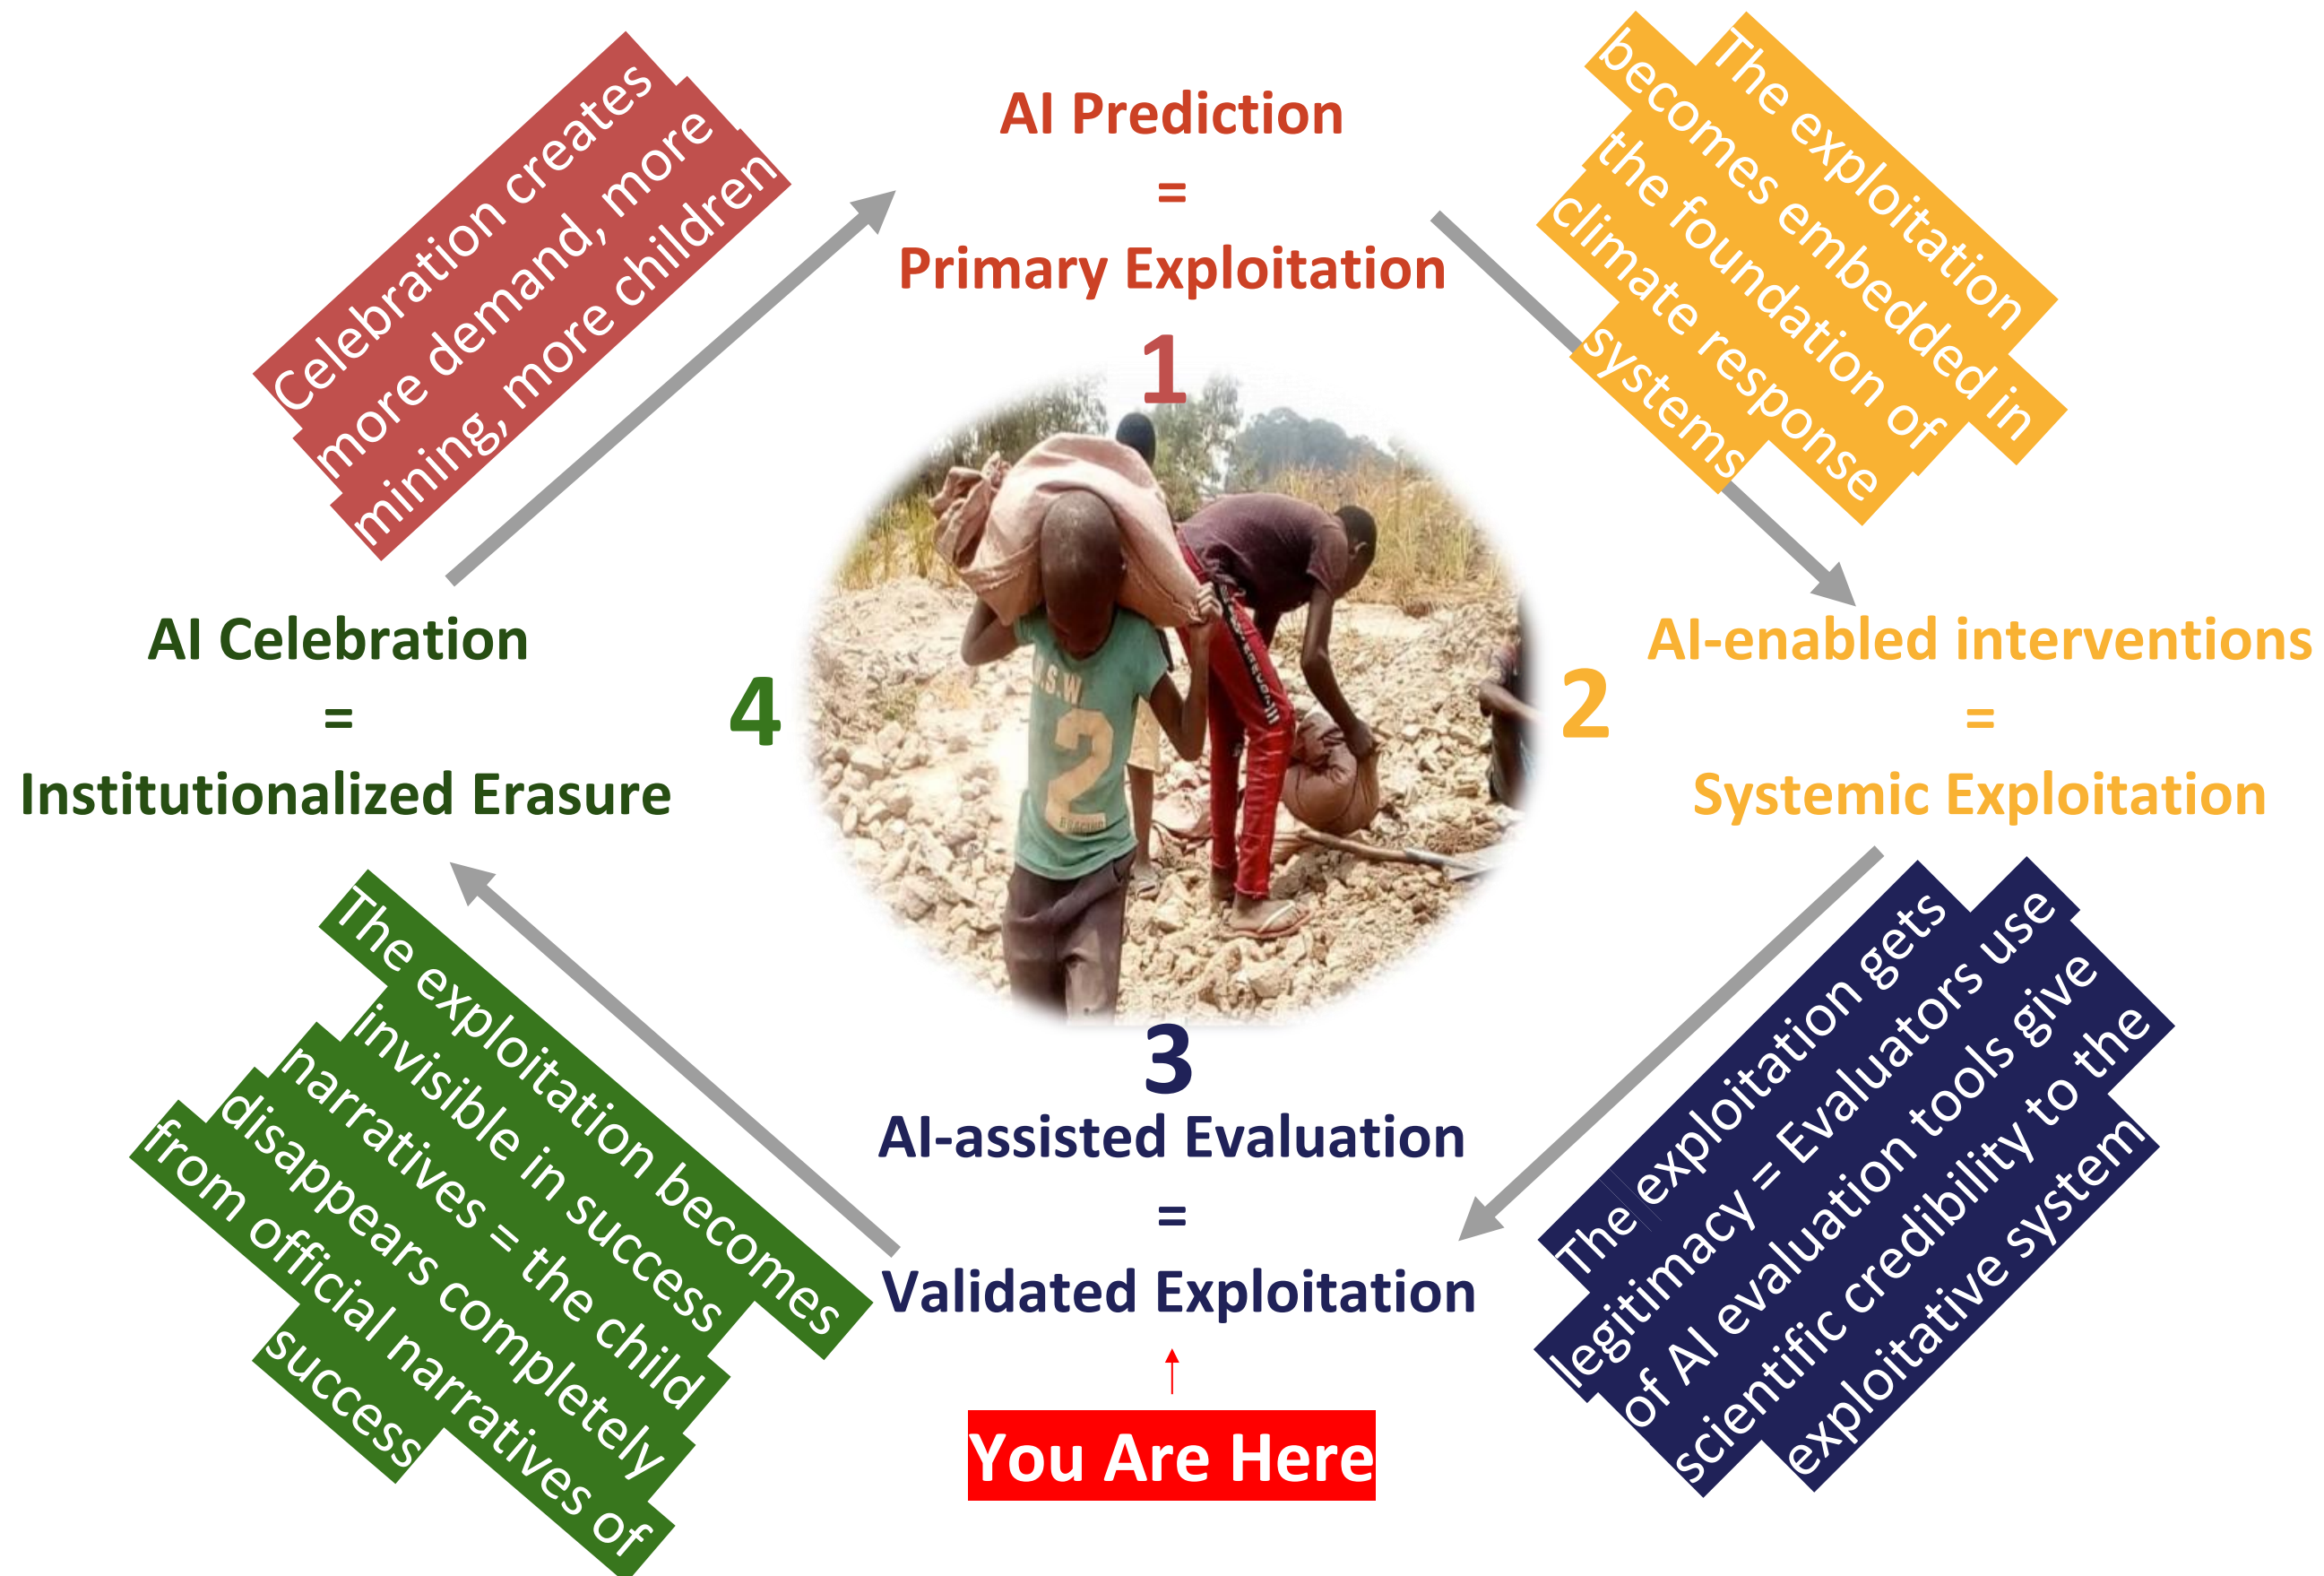 AI Prediction
=
Primary Exploitation
1
The exploitation
becomes embedded in
the foundation of
climate response
systems
AI-enabled interventions
=
Systemic Exploitation
2
The exploitation gets
legitimacy = Evaluators use
of AI evaluation tools give
scientific credibility to the
exploitative system
3
AI-assisted Evaluation
=
Validated Exploitation
You Are Here
The exploitation becomes
invisible in success
narratives = the child
disappears completely
from official narratives of
success
4
AI Celebration
=
Institutionalized Erasure
Celebration creates
more demand, more
mining, more children
.S.W
2